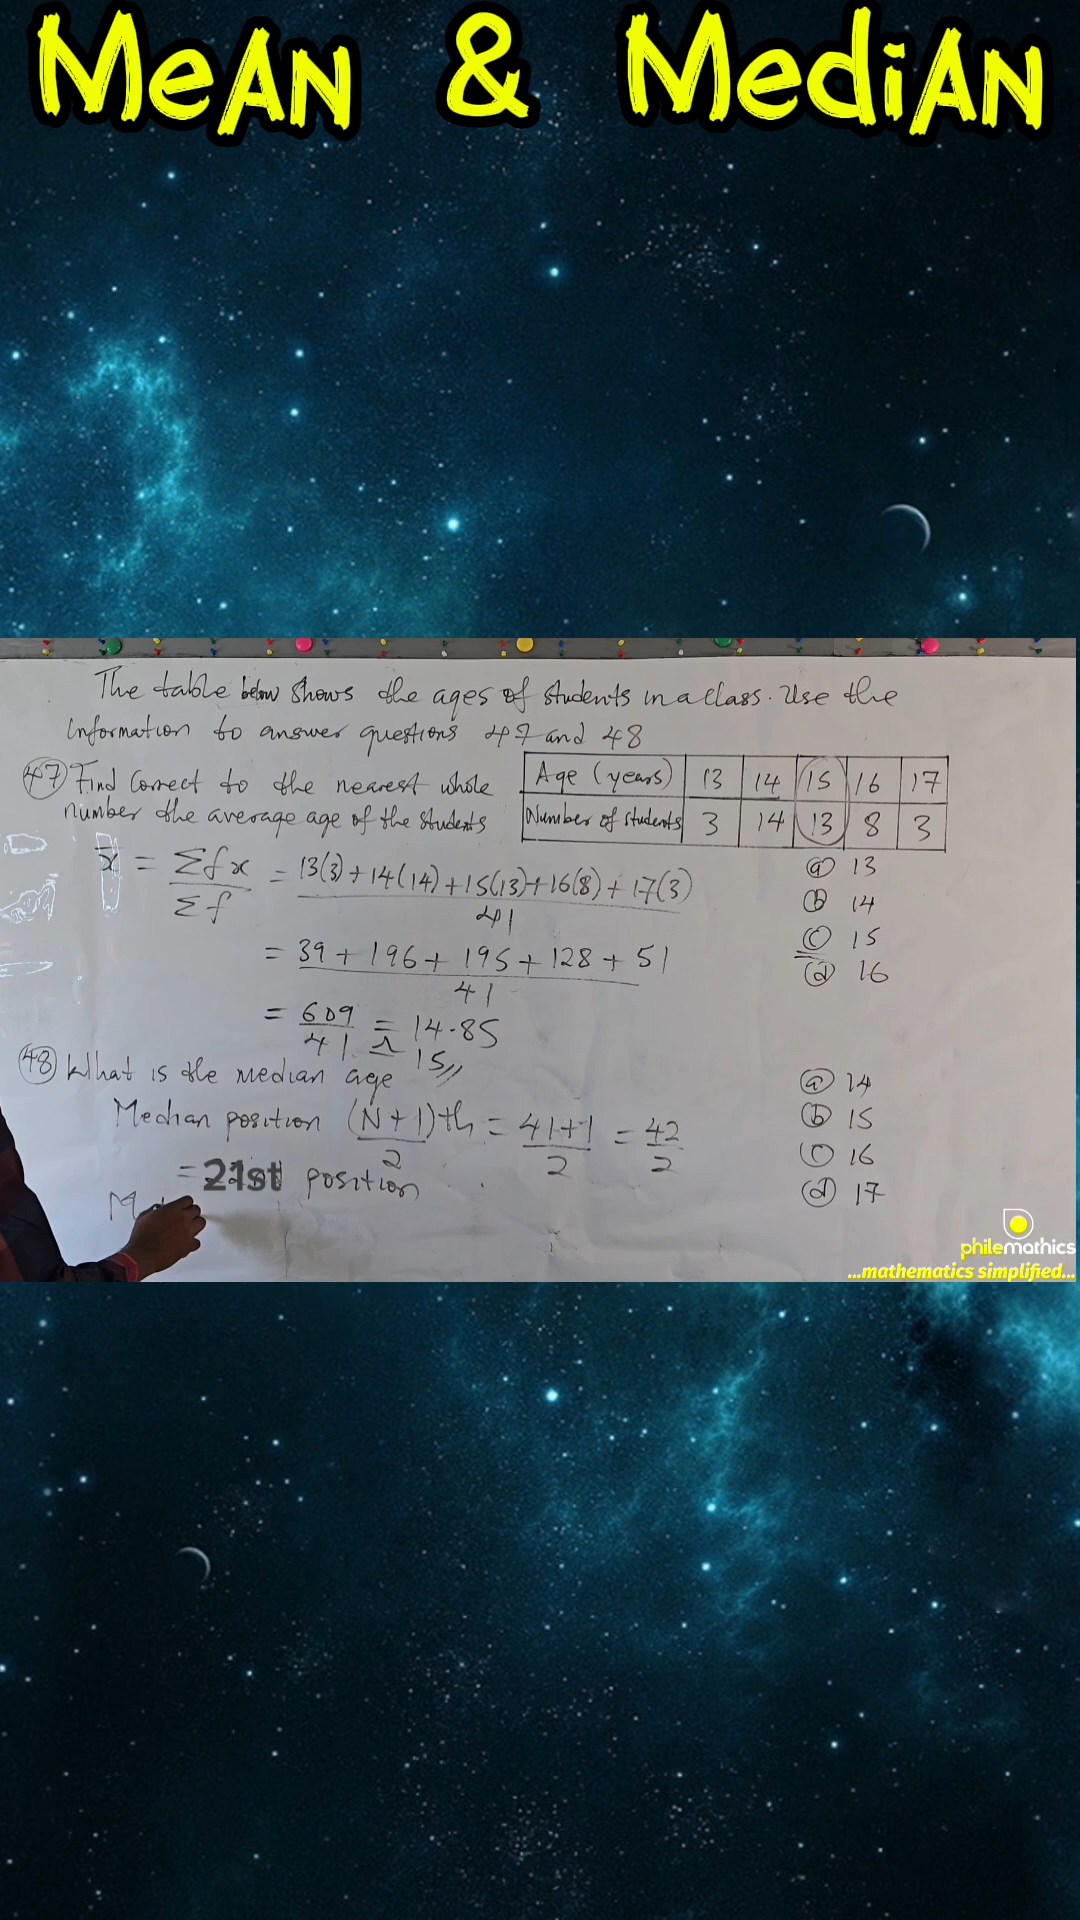 MeAN & MediAN
The table below shows the ages of students in a class. Use the
information to answer questions 47 and 48
47 Find Correct to the nearest whole
number the average age of the students
Age (years) 13 14 15 16 17
Number of students 3 14 13 8 3
x̄ = Σfx / Σf = 13(3) + 14(14) + 15(13) + 16(8) + 17(3) / 41
= 39 + 196 + 195 + 128 + 51 / 41
= 609 / 41 = 14.85
≏ 15
a 13
b 14
c 15
d 16
48 What is the median age
Median position (N + 1)th / 2 = 41+1 / 2 = 42 / 2
= 21st position
a 14
b 15
c 16
d 17
philemathics
...mathematics simplified...